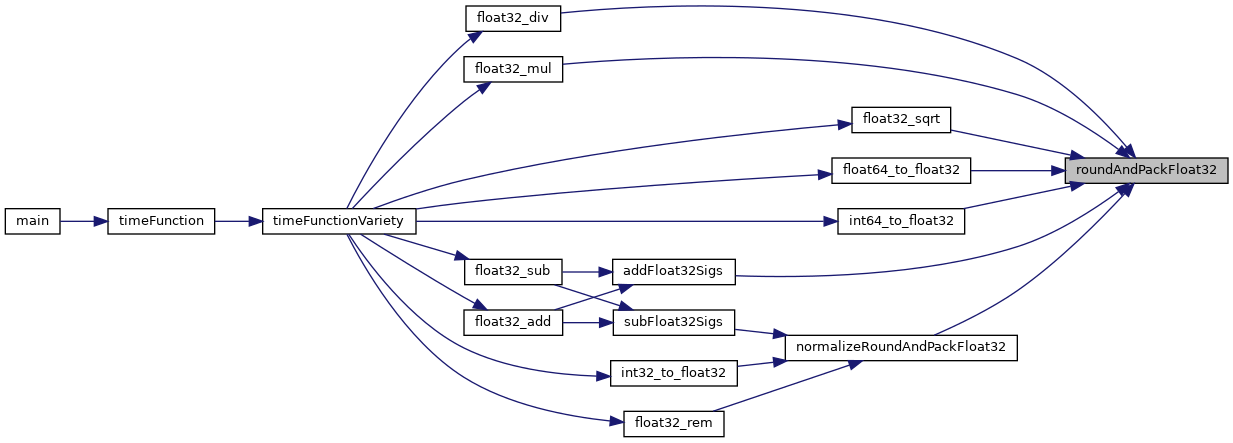 float32_div
float32_mul
float32_sqrt
float64_to_float32
roundAndPackFloat32
main
timeFunction
timeFunctionVariety
int64_to_float32
float32_sub
addFloat32Sigs
float32_add
subFloat32Sigs
normalizeRoundAndPackFloat32
int32_to_float32
float32_rem